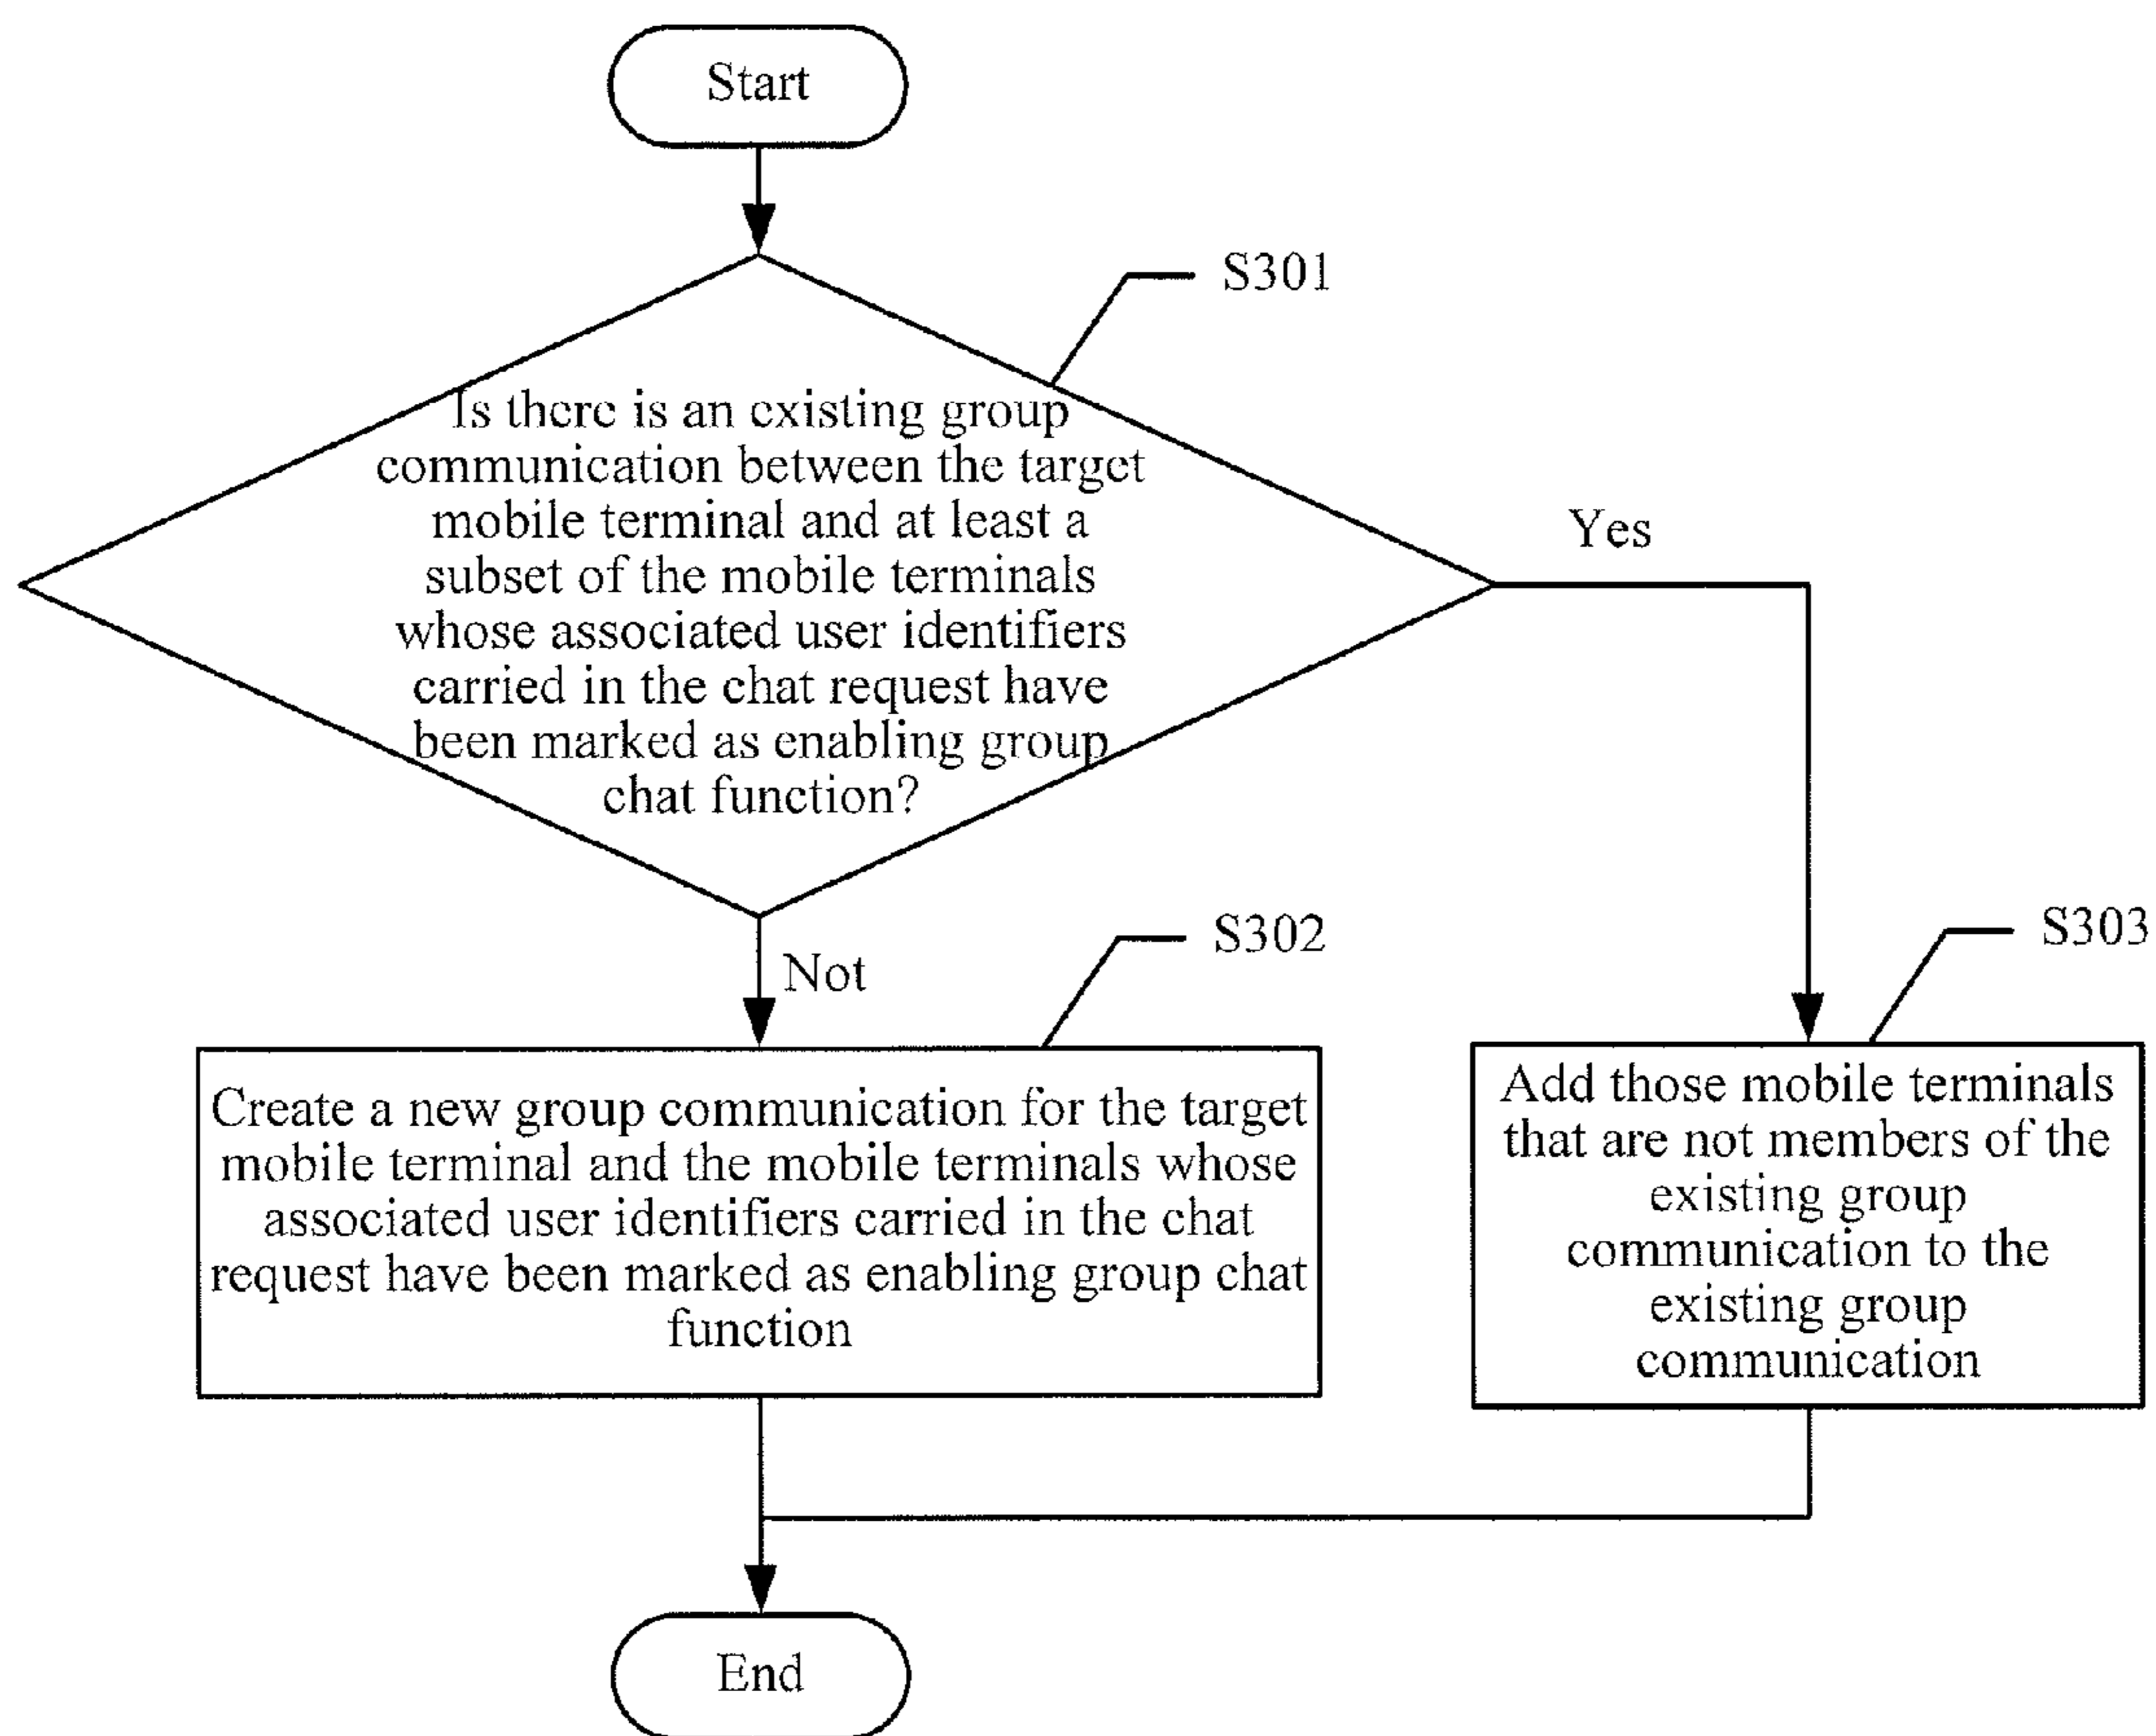 Start
S301
Is there is an existing group
communication between the target
mobile terminal and at least a
subset of the mobile terminals
whose associated user identifiers
carried in the chat request have
been marked as enabling group
chat function?
Yes
Not
S302
S303
Create a new group communication for the target
mobile terminal and the mobile terminals whose
associated user identifiers carried in the chat
request have been marked as enabling group chat
function
Add those mobile terminals
that are not members of the
existing group
communication to the
existing group
communication
End